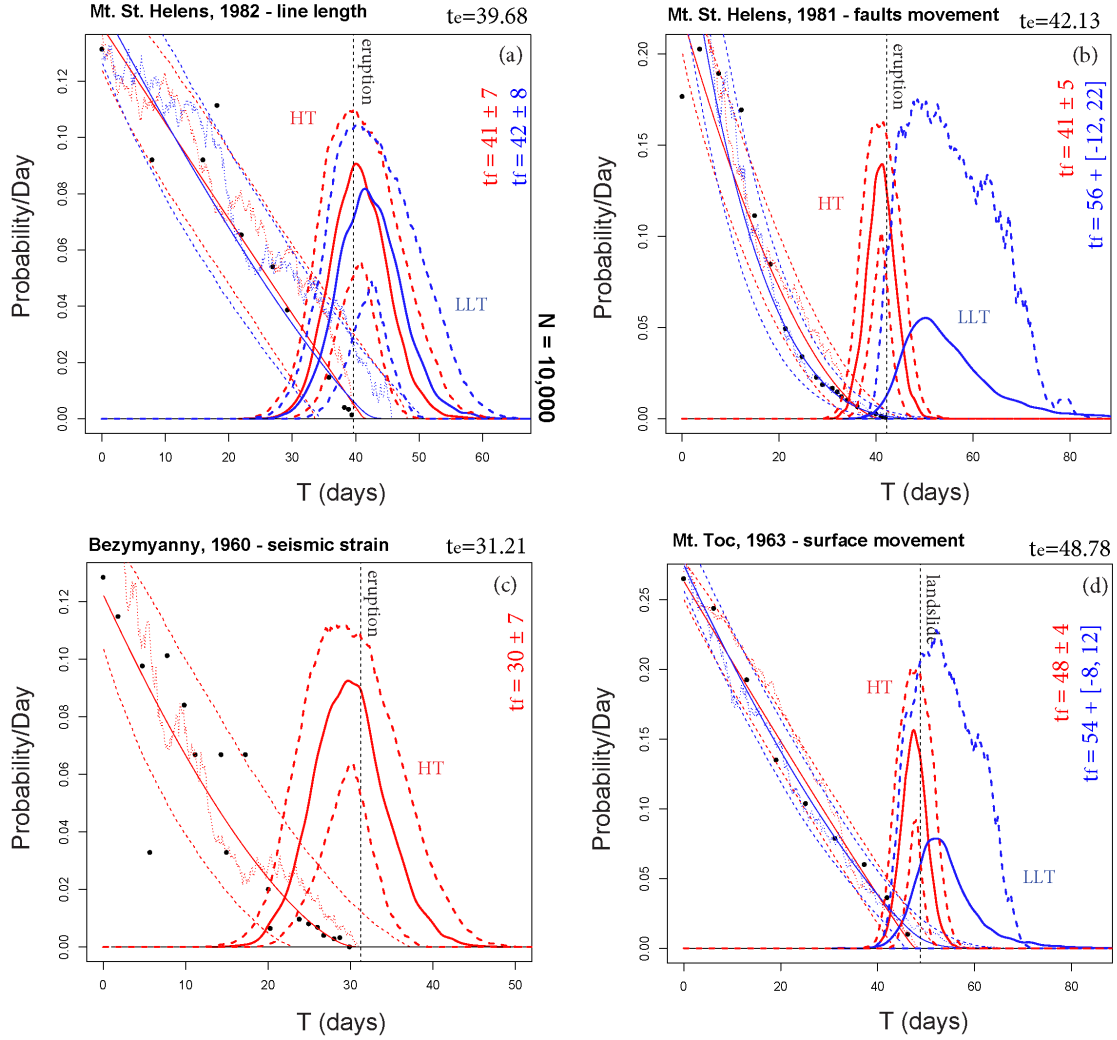 Mt. St. Helens, 1982 - line length
te=39.68
(a)
eruption
HT
LLT
tf = 41 ± 7
tf = 42 ± 8
Probability/Day
0.12
0.10
0.08
0.06
0.04
0.02
0.00
0 10 20 30 40 50 60
T (days)
N = 10,000
Mt. St. Helens, 1981 - faults movement
te=42.13
(b)
eruption
HT
LLT
tf = 41 ± 5
tf = 56 + [-12, 22]
Probability/Day
0.20
0.15
0.10
0.05
0.00
0 20 40 60 80
T (days)
Bezymyanny, 1960 - seismic strain
te=31.21
(c)
eruption
HT
tf = 30 ± 7
Probability/Day
0.12
0.10
0.08
0.06
0.04
0.02
0.00
0 10 20 30 40 50
T (days)
Mt. Toc, 1963 - surface movement
te=48.78
(d)
landslide
HT
LLT
tf = 48 ± 4
tf = 54 + [-8, 12]
Probability/Day
0.25
0.20
0.15
0.10
0.05
0.00
0 20 40 60 80
T (days)